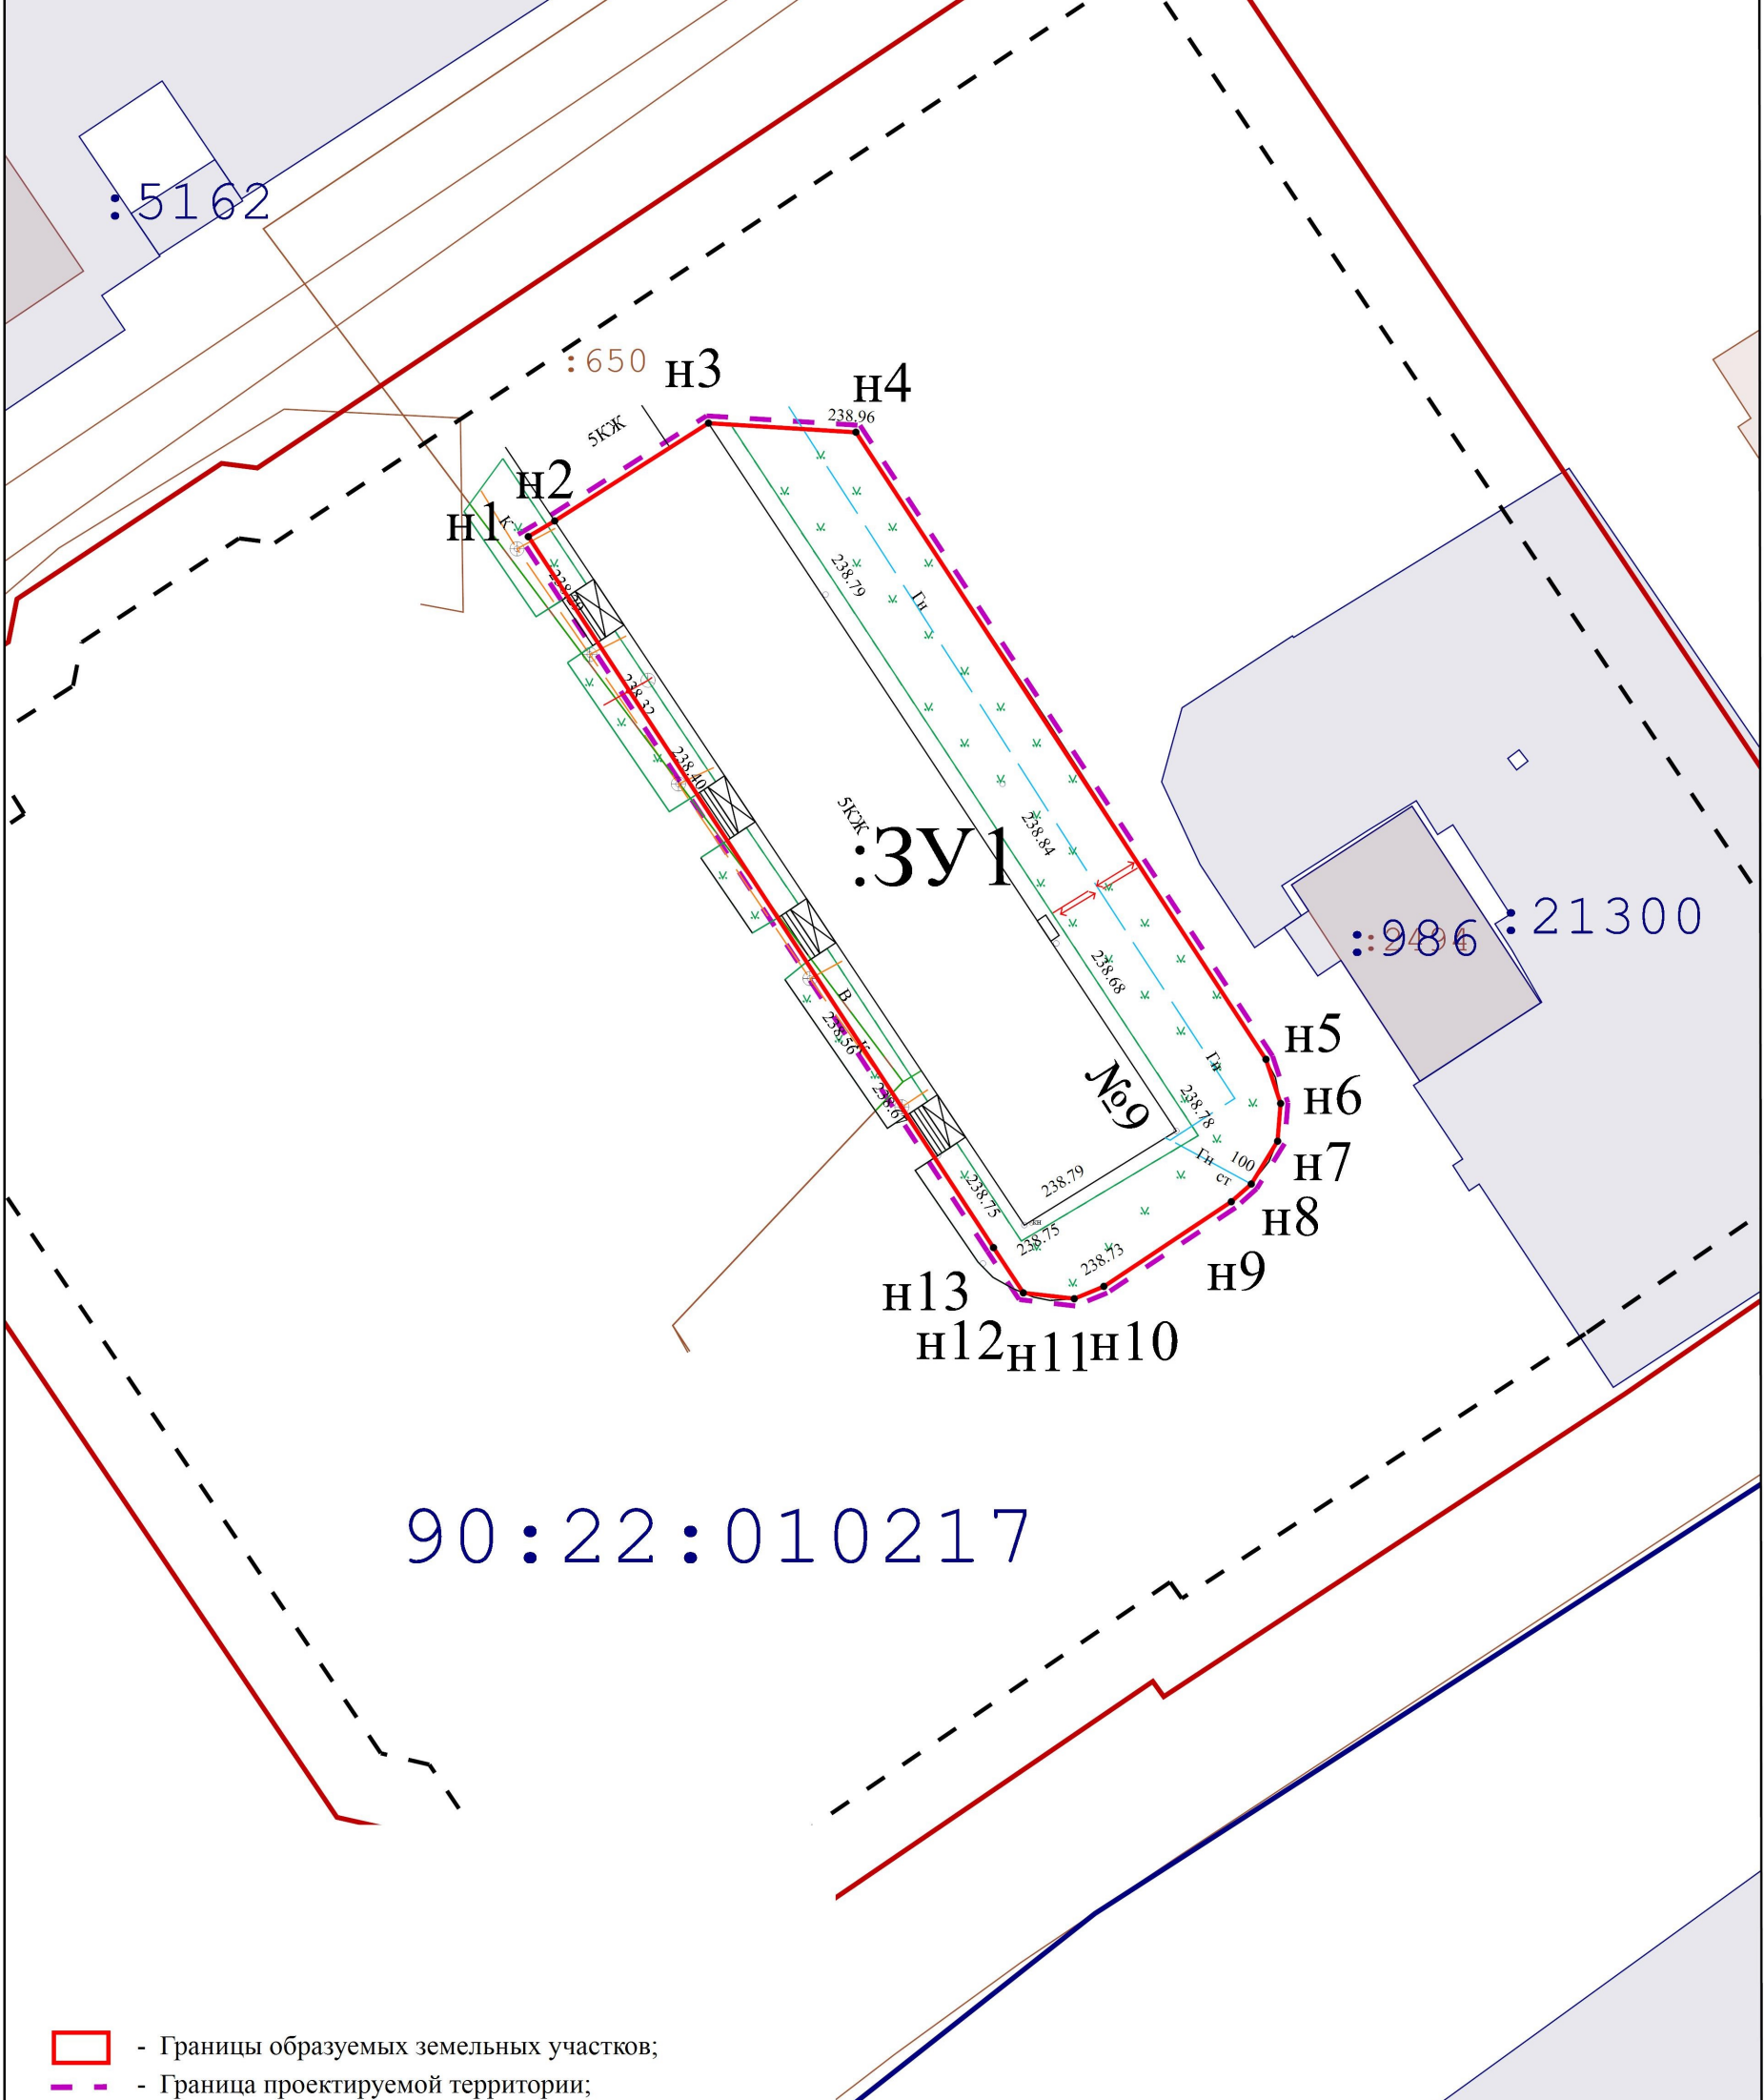 :5162
:650
н3
н4
238.96
5КЖ
н2
н1
К
238.79
Гн
238.32
238.40
5КЖ
:ЗУ1
238.84
:986
:2494
:21300
238.68
В
238.56
К
238.67
№9
Гн
238.78
н5
н6
н7
100
Гн
ст
238.79
238.75
кн
238.75
238.73
н8
н9
н13
н12
н11
н10
90:22:010217
- Границы образуемых земельных участков;
- Граница проектируемой территории;